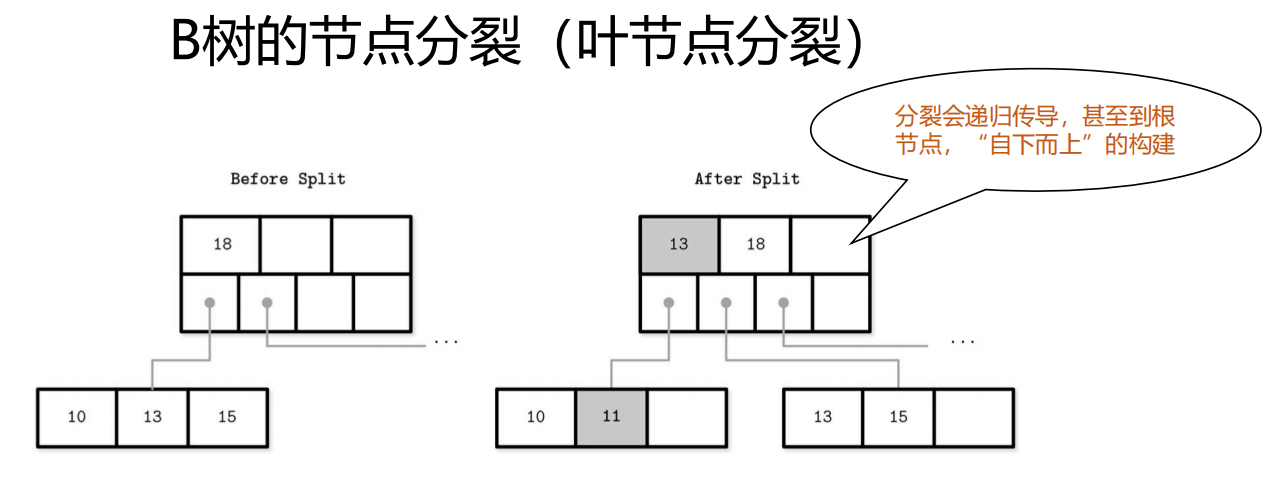 B树的节点分裂（叶节点分裂）
分裂会递归传导，甚至到根
节点，“自下而上”的构建
Before Split
18
...
10 13 15
After Split
13 18
...
10 11
13 15